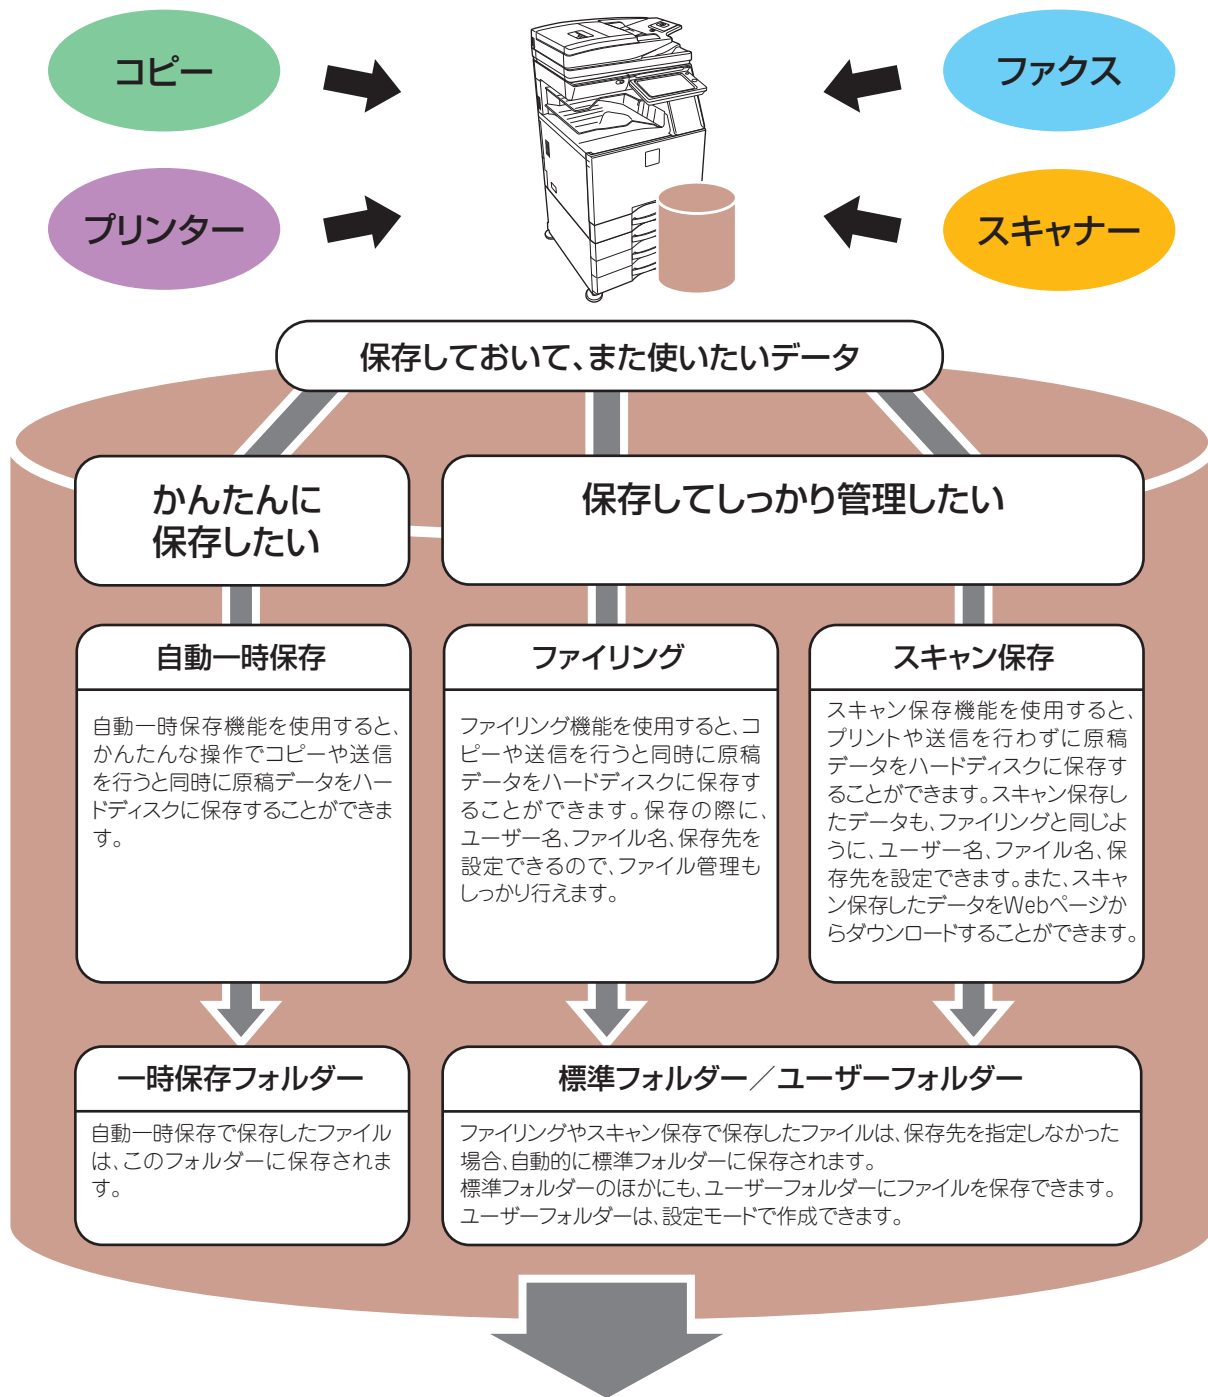 コピー
ファクス
プリンター
スキャナー
保存しておいて、また使いたいデータ
かんたんに
保存したい
保存してしっかり管理したい
自動一時保存
自動一時保存機能を使用すると、
かんたんな操作でコピーや送信
を行うと同時に原稿データをハー
ドディスクに保存することができま
す。
ファイリング
ファイリング機能を使用すると、コ
ピーや送信を行うと同時に原稿
データをハードディスクに保存す
ることができます。保存の際に、
ユーザー名、ファイル名、保存先を
設定できるので、ファイル管理も
しっかり行えます。
スキャン保存
スキャン保存機能を使用すると、
プリントや送信を行わずに原稿
データをハードディスクに保存す
ることができます。スキャン保存し
たデータも、ファイリングと同じよ
うに、ユーザー名、ファイル名、保
存先を設定できます。また、スキャ
ン保存したデータをWebページか
らダウンロードすることができます。
一時保存フォルダー
自動一時保存で保存したファイル
は、このフォルダーに保存されま
す。
標準フォルダー／ユーザーフォルダー
ファイリングやスキャン保存で保存したファイルは、保存先を指定しなかった
場合、自動的に標準フォルダーに保存されます。
標準フォルダーのほかにも、ユーザーフォルダーにファイルを保存できます。
ユーザーフォルダーは、設定モードで作成できます。